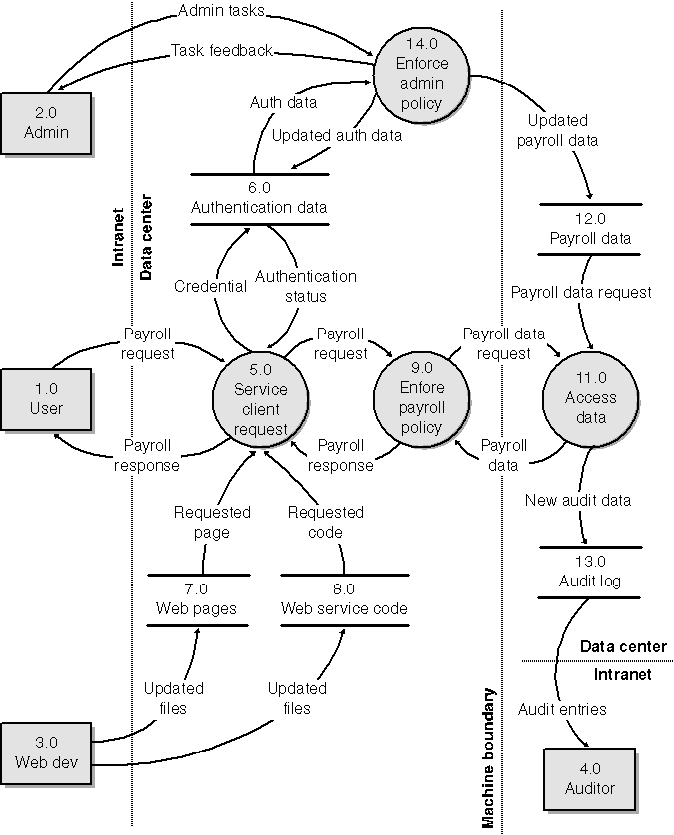 Admin tasks
Task feedback
14.0
Enforce
admin
policy
2.0
Admin
Auth data
Updated auth data
Updated
payroll data
6.0
Authentication data
12.0
Payroll data
Intranet
Data center
Credential
Authentication
status
Payroll data request
Payroll
request
Payroll
request
Payroll data
request
1.0
User
5.0
Service
client
request
9.0
Enfore
payroll
policy
11.0
Access
data
Payroll
response
Payroll
response
Payroll
data
Requested
page
Requested
code
New audit data
7.0
Web pages
8.0
Web service code
13.0
Audit log
Data center
Intranet
Updated
files
Updated
files
Machine boundary
Audit entries
3.0
Web dev
4.0
Auditor